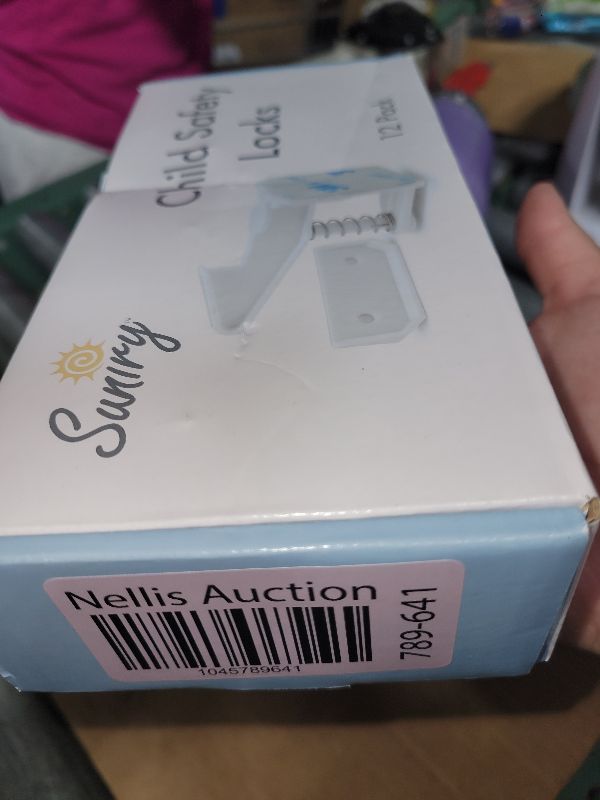 Child Safety
Locks
12 Pack
Suniry
Nellis Auction
1045789641
789-641